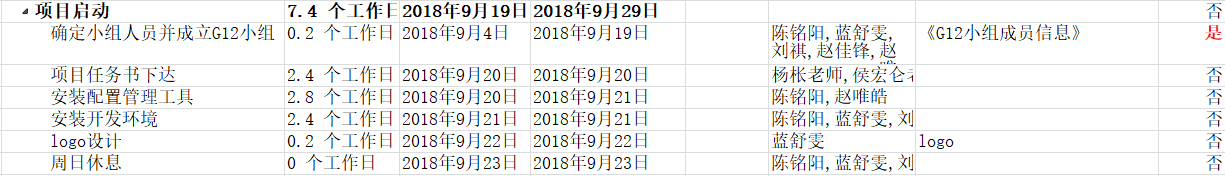 项目启动 7.4 个工作日 2018年9月19日 2018年9月29日 否
确定小组人员并成立G12小组 0.2 个工作日 2018年9月4日 2018年9月19日 陈铭阳,蓝舒雯, 《G12小组成员信息》 是
刘祺,赵佳锋,赵
项目任务书下达 2.4 个工作日 2018年9月20日 2018年9月20日 杨枨老师,侯宏仑 否
安装配置管理工具 2.8 个工作日 2018年9月20日 2018年9月21日 陈铭阳,赵唯皓 否
安装开发环境 2.4 个工作日 2018年9月21日 2018年9月21日 陈铭阳,蓝舒雯,刘 否
logo设计 0.2 个工作日 2018年9月22日 2018年9月22日 蓝舒雯 logo 否
周日休息 0 个工作日 2018年9月23日 2018年9月23日 陈铭阳,蓝舒雯,刘 否